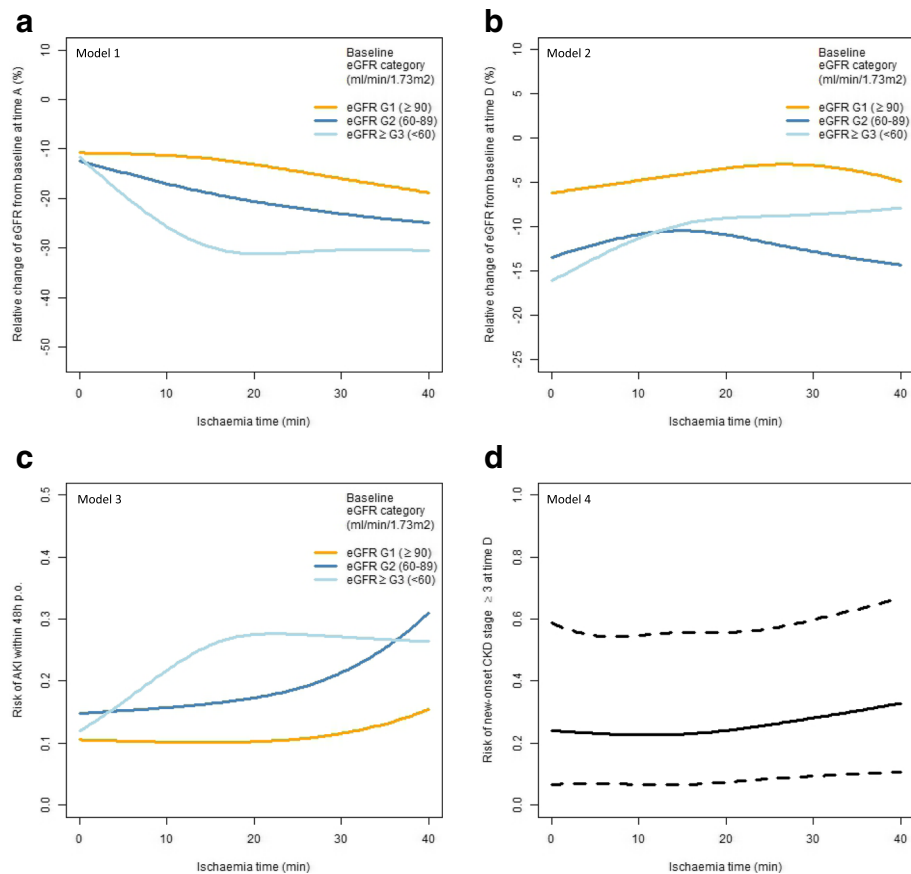 a
Model 1
Baseline
eGFR category
(ml/min/1.73m2)
eGFR G1 (≥ 90)
eGFR G2 (60-89)
eGFR ≥ G3 (<60)
Relative change of eGFR from baseline at time A (%)
10
0
-10
-20
-30
-40
-50
0 10 20 30 40
Ischaemia time (min)
b
Model 2
Baseline
eGFR category
(ml/min/1.73m2)
eGFR G1 (≥ 90)
eGFR G2 (60-89)
eGFR ≥ G3 (<60)
Relative change of eGFR from baseline at time D (%)
10
5
0
-5
-10
-15
-20
-25
0 10 20 30 40
Ischaemia time (min)
c
Model 3
Baseline
eGFR category
(ml/min/1.73m2)
eGFR G1 (≥ 90)
eGFR G2 (60-89)
eGFR ≥ G3 (<60)
Risk of AKI within 48h p.o.
0.5
0.4
0.3
0.2
0.1
0.0
0 10 20 30 40
Ischaemia time (min)
d
Model 4
Risk of new-onset CKD stage ≥ 3 at time D
1.0
0.8
0.6
0.4
0.2
0.0
0 10 20 30 40
Ischaemia time (min)